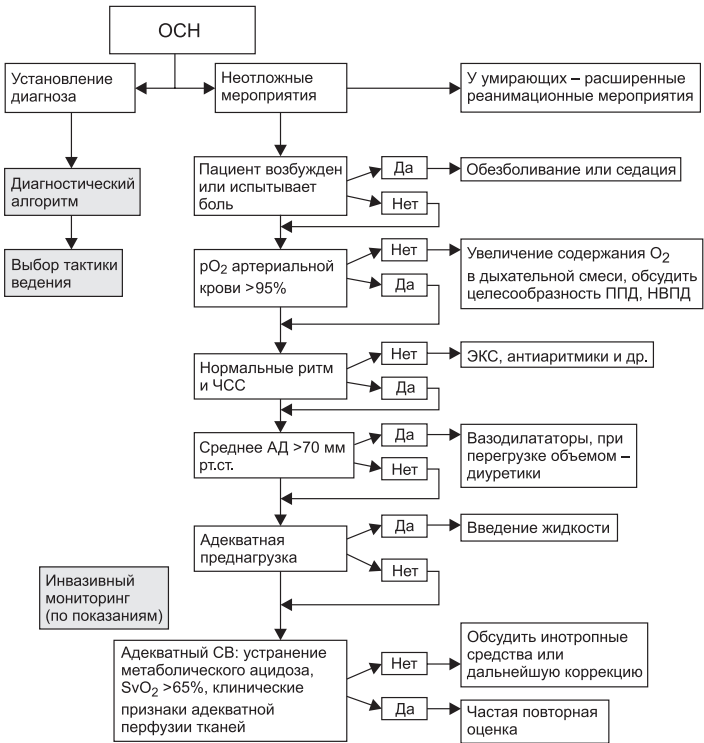 ОСН
Установление
диагноза
Неотложные
мероприятия
У умирающих – расширенные
реанимационные мероприятия
Диагностический
алгоритм
Выбор тактики
ведения
Пациент возбужден
или испытывает
боль
Да
Обезболивание или седация
Нет
pO2 артериальной
крови >95%
Нет
Увеличение содержания O2
в дыхательной смеси, обсудить
целесообразность ППД, НВПД
Да
Нормальные ритм
и ЧСС
Нет
ЭКС, антиаритмики и др.
Да
Среднее АД >70 мм
рт.ст.
Да
Вазодилататоры, при
перегрузке объемом –
диуретики
Нет
Адекватная
преднагрузка
Да
Введение жидкости
Нет
Инвазивный
мониторинг
(по показаниям)
Адекватный СВ: устранение
метаболического ацидоза,
SvO2 >65%, клинические
признаки адекватной
перфузии тканей
Нет
Обсудить инотропные
средства или
дальнейшую коррекцию
Да
Частая повторная
оценка